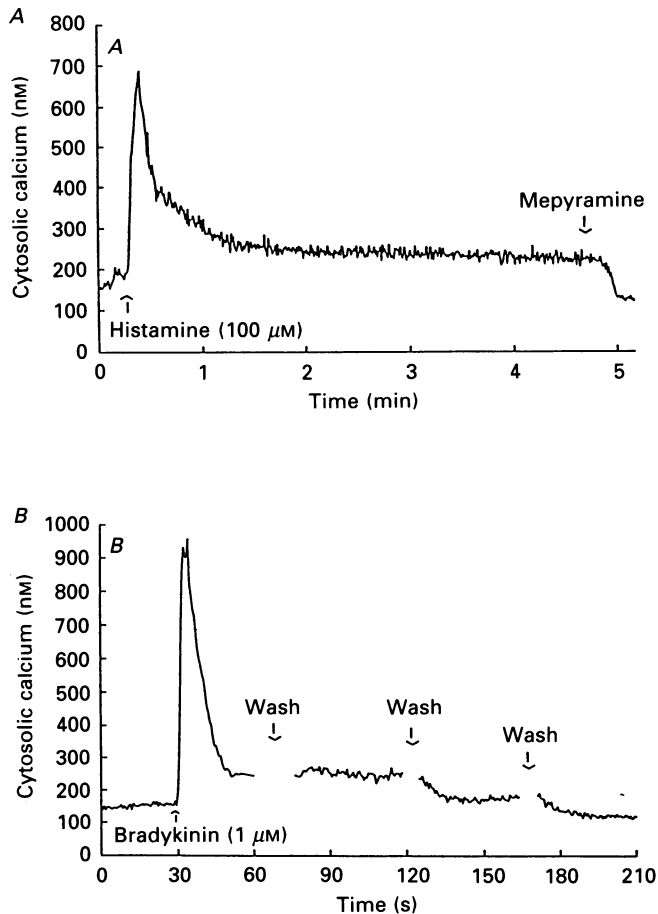 A
800
A
700
600
Cytosolic calcium (nM)
500
400
Mepyramine
300
200
100
Histamine (100 μM)
0
0 1 2 3 4 5
Time (min)
B
1000
B
900
800
Cytosolic calcium (nM)
700
600
500
Wash Wash
Wash
400
300
200
100
Bradykinin (1 μM)
0
0 30 60 90 120 150 180 210
Time (s)